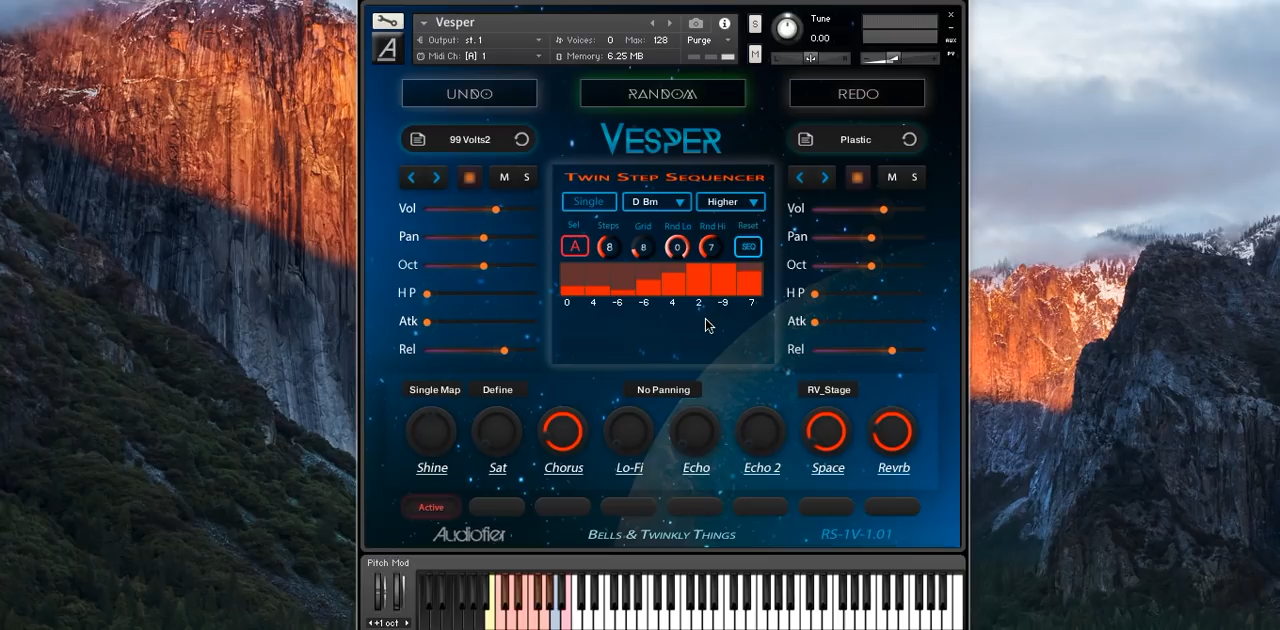 Vesper
S
Tune
0.00
Output: st. 1
Voices: 0 Max: 128
Purge
Midi Ch: [A] 1
Memory: 6.25 MB
M
L
R
AUX
PV
UNDO
RANDOM
REDO
99 Volts2
VESPER
Plastic
M S
TWIN STEP SEQUENCER
M S
Single
D Bm
Higher
Vol
Vol
Sel Steps Grid Rnd Lo Rnd Hi Reset
Pan
A 8 8 0 7 SEQ
Pan
Oct
Oct
H P
0 4 -6 -6 4 2 -9 7
H P
Atk
Atk
Rel
Rel
Single Map
Define
No Panning
RV_Stage
Shine Sat Chorus Lo-Fi Echo Echo 2 Space Revrb
Active
Audiofier
BELLS & TWINKLY THINGS
RS-1V-1.01
Pitch Mod
+1 oct